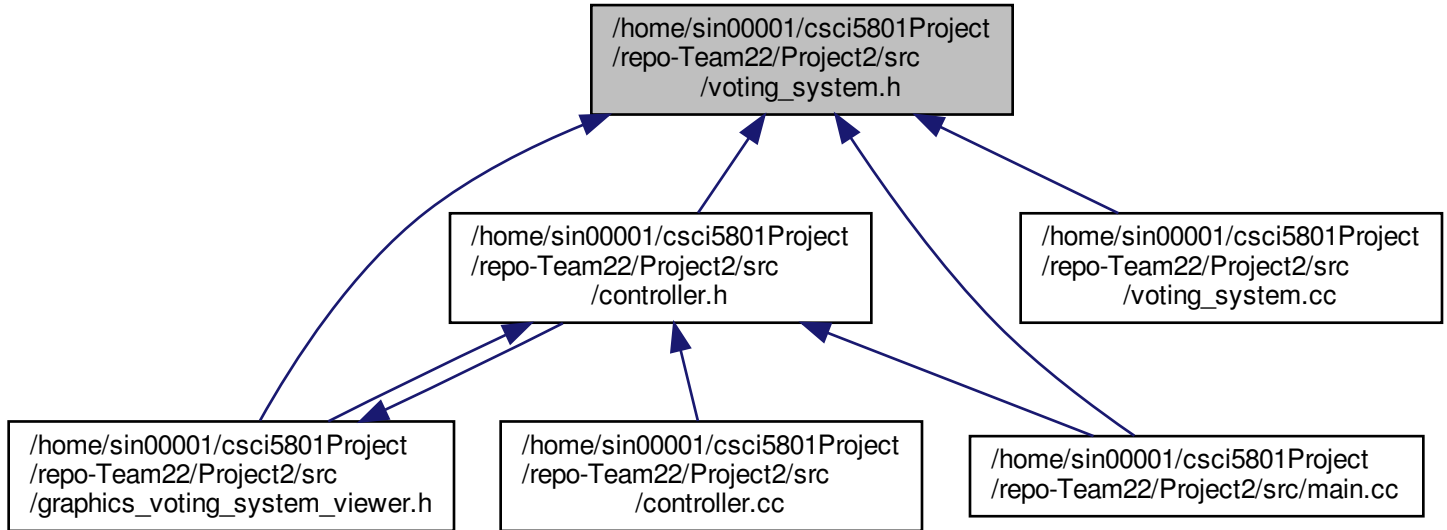 /home/sin00001/csci5801Project
/repo-Team22/Project2/src
/voting_system.h
/home/sin00001/csci5801Project
/repo-Team22/Project2/src
/controller.h
/home/sin00001/csci5801Project
/repo-Team22/Project2/src
/voting_system.cc
/home/sin00001/csci5801Project
/repo-Team22/Project2/src
/graphics_voting_system_viewer.h
/home/sin00001/csci5801Project
/repo-Team22/Project2/src
/controller.cc
/home/sin00001/csci5801Project
/repo-Team22/Project2/src/main.cc